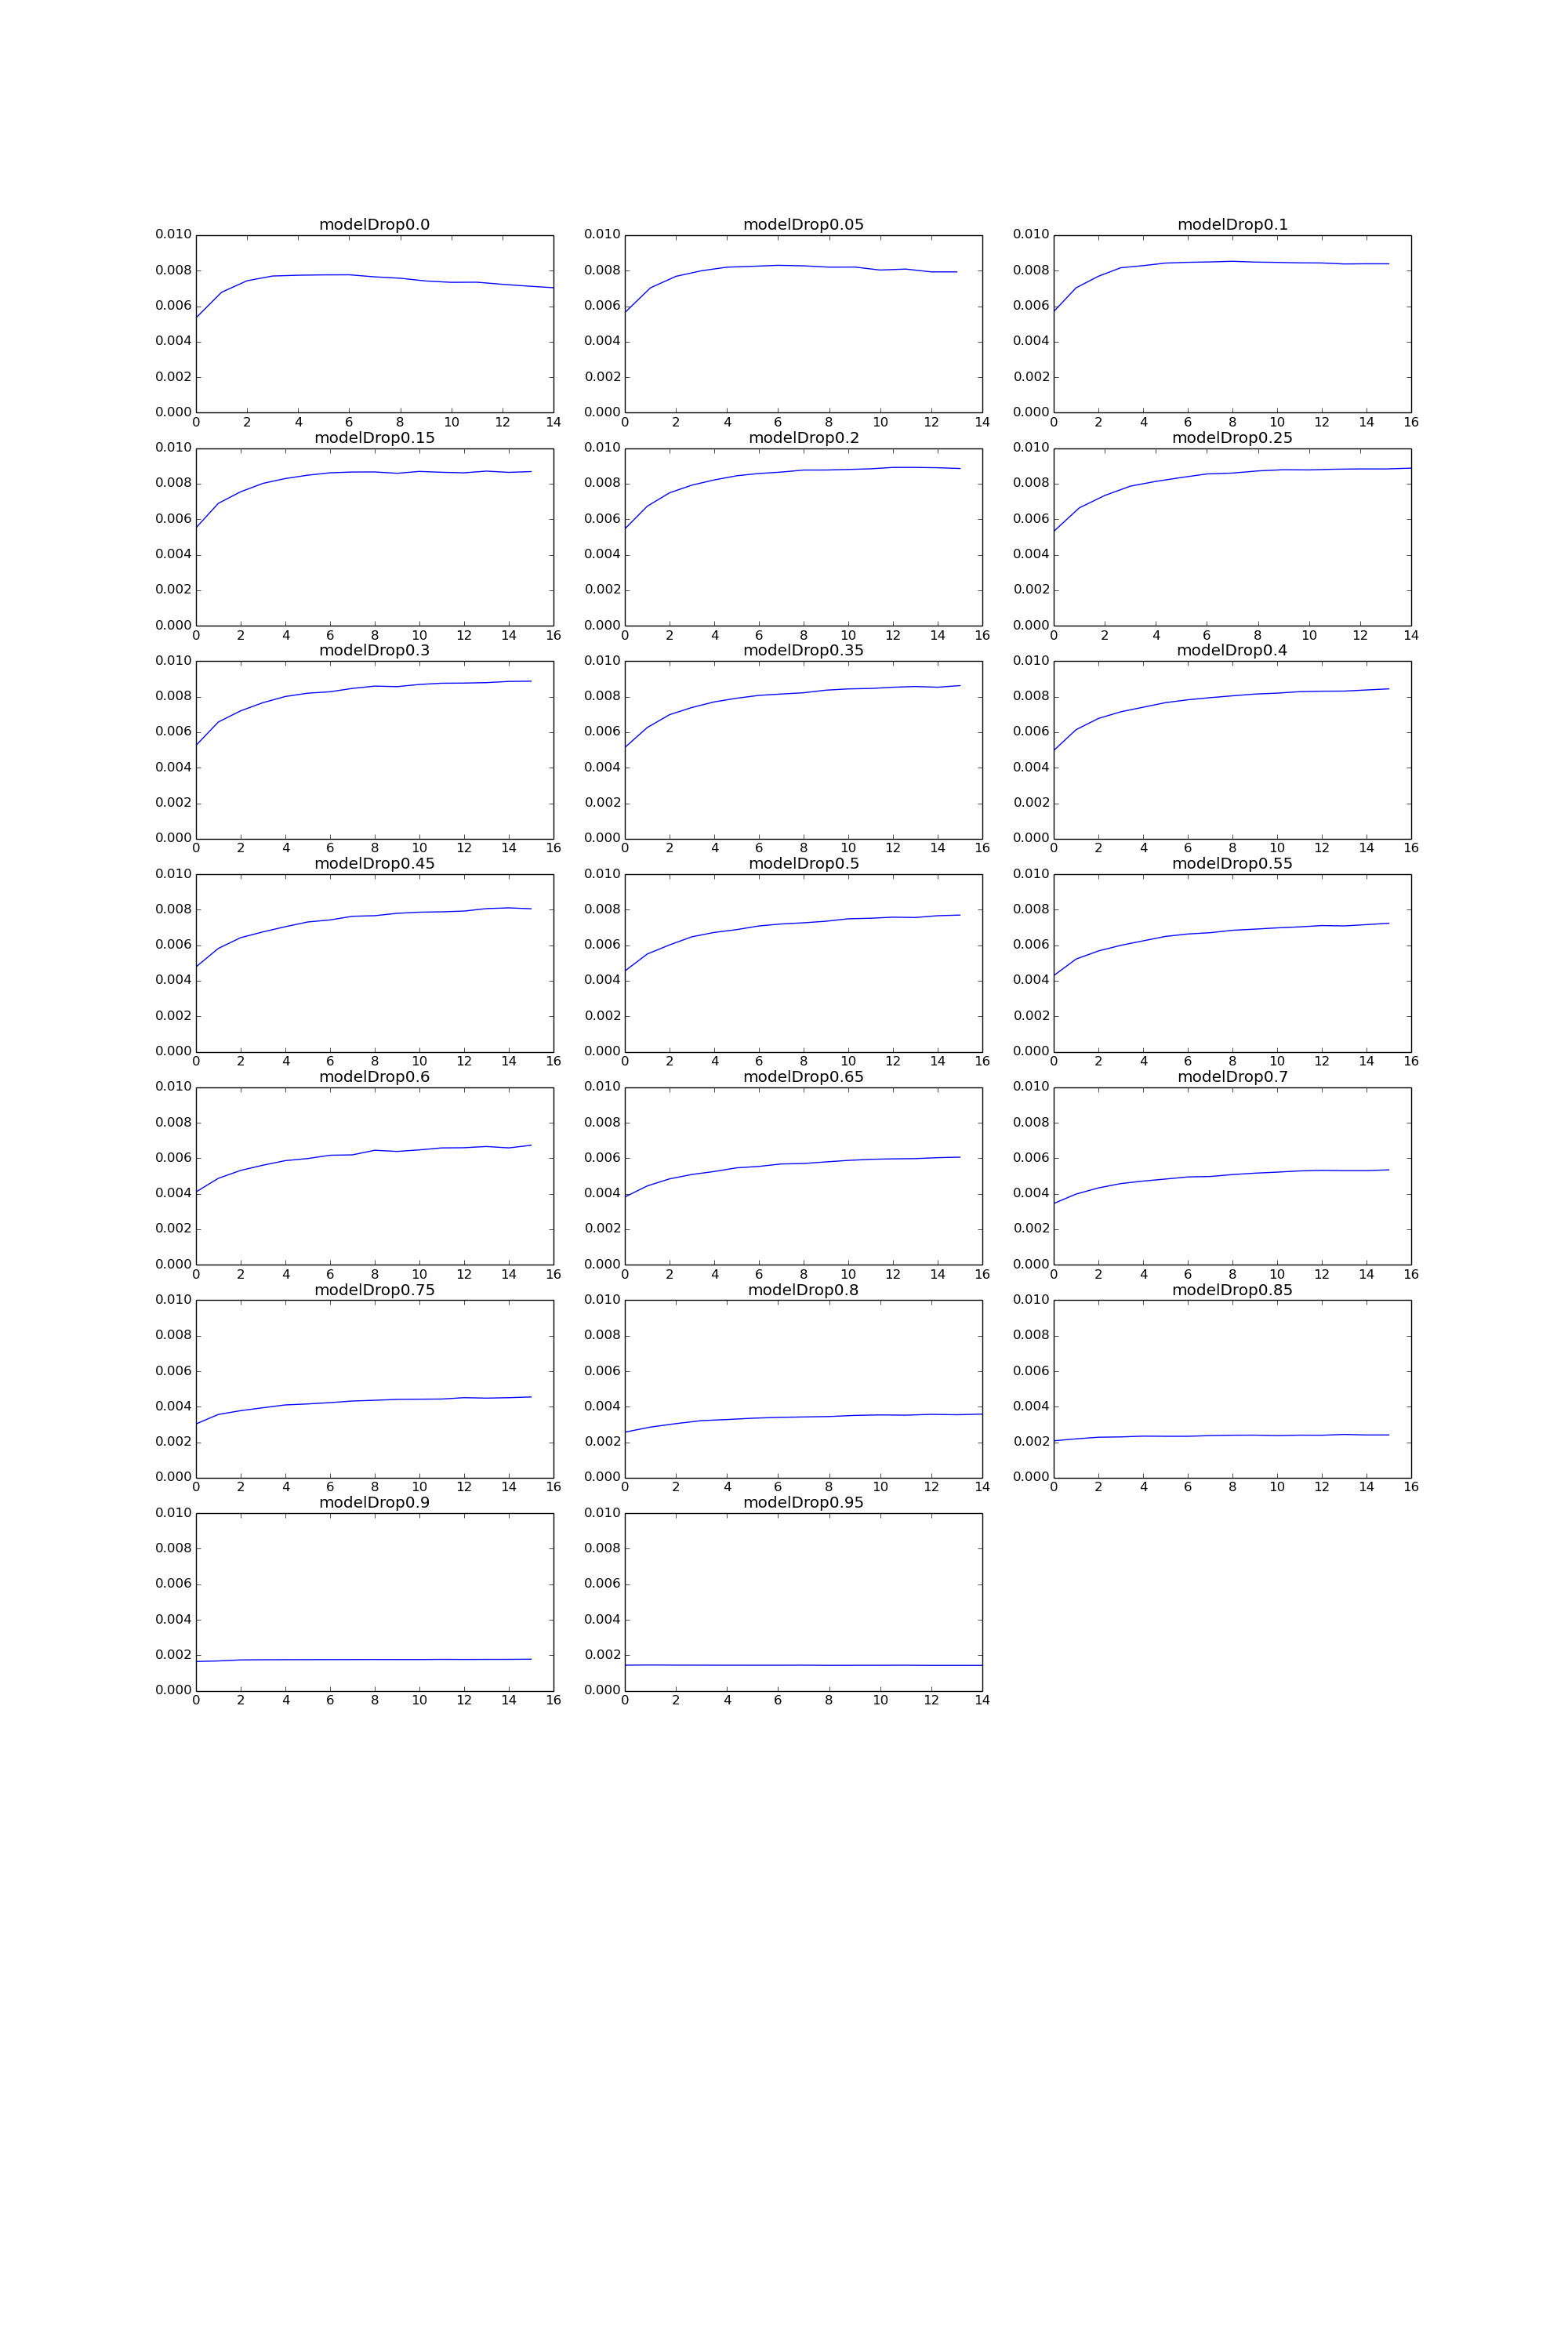 modelDrop0.0 modelDrop0.05 modelDrop0.1
0.010 0.010 0.010
0.008 0.008 0.008
0.006 0.006 0.006
0.004 0.004 0.004
0.002 0.002 0.002
0.000 0.000 0.000
0 2 4 6 8 10 12 14 0 2 4 6 8 10 12 14 0 2 4 6 8 10 12 14 16
modelDrop0.15 modelDrop0.2 modelDrop0.25
0.010 0.010 0.010
0.008 0.008 0.008
0.006 0.006 0.006
0.004 0.004 0.004
0.002 0.002 0.002
0.000 0.000 0.000
0 2 4 6 8 10 12 14 16 0 2 4 6 8 10 12 14 16 0 2 4 6 8 10 12 14
modelDrop0.3 modelDrop0.35 modelDrop0.4
0.010 0.010 0.010
0.008 0.008 0.008
0.006 0.006 0.006
0.004 0.004 0.004
0.002 0.002 0.002
0.000 0.000 0.000
0 2 4 6 8 10 12 14 16 0 2 4 6 8 10 12 14 16 0 2 4 6 8 10 12 14 16
modelDrop0.45 modelDrop0.5 modelDrop0.55
0.010 0.010 0.010
0.008 0.008 0.008
0.006 0.006 0.006
0.004 0.004 0.004
0.002 0.002 0.002
0.000 0.000 0.000
0 2 4 6 8 10 12 14 16 0 2 4 6 8 10 12 14 16 0 2 4 6 8 10 12 14 16
modelDrop0.6 modelDrop0.65 modelDrop0.7
0.010 0.010 0.010
0.008 0.008 0.008
0.006 0.006 0.006
0.004 0.004 0.004
0.002 0.002 0.002
0.000 0.000 0.000
0 2 4 6 8 10 12 14 16 0 2 4 6 8 10 12 14 16 0 2 4 6 8 10 12 14 16
modelDrop0.75 modelDrop0.8 modelDrop0.85
0.010 0.010 0.010
0.008 0.008 0.008
0.006 0.006 0.006
0.004 0.004 0.004
0.002 0.002 0.002
0.000 0.000 0.000
0 2 4 6 8 10 12 14 16 0 2 4 6 8 10 12 14 0 2 4 6 8 10 12 14 16
modelDrop0.9 modelDrop0.95
0.010 0.010
0.008 0.008
0.006 0.006
0.004 0.004
0.002 0.002
0.000 0.000
0 2 4 6 8 10 12 14 16 0 2 4 6 8 10 12 14